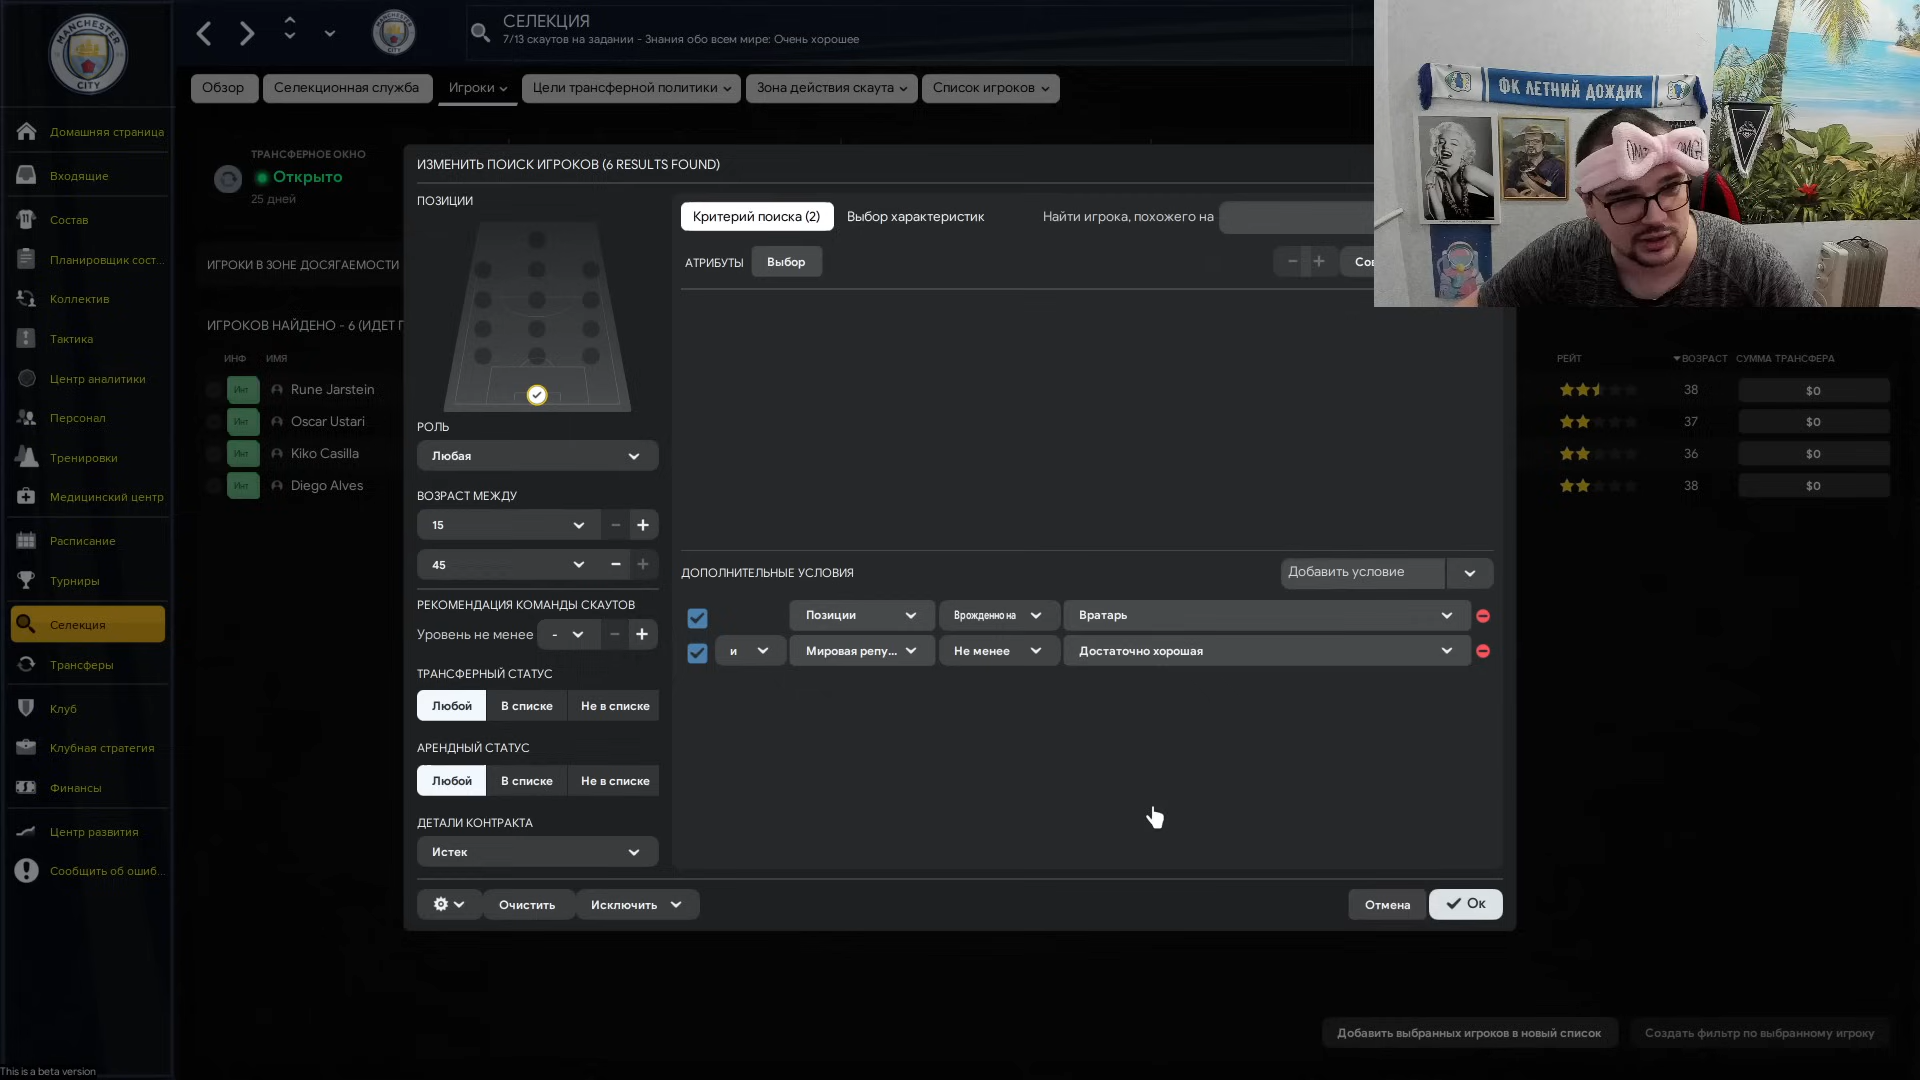 MANCHESTER
CITY
СЕЛЕКЦИЯ
7/13 скаутов на задании - Знания обо всем мире: Очень хорошее
Обзор
Селекционная служба
Игроки
Цели трансферной политики
Зона действия скаута
Список игроков
Домашняя страница
Входящие
Состав
Планировщик сост...
Коллектив
Тактика
Центр аналитики
Персонал
Тренировки
Медицинский центр
Расписание
Турниры
Селекция
Трансферы
Клуб
Клубная стратегия
Финансы
Центр развития
Сообщить об ошиб...
This is a beta version
ТРАНСФЕРНОЕ ОКНО
Открыто
25 дней
ИГРОКИ В ЗОНЕ ДОСЯГАЕМОСТИ
ИГРОКОВ НАЙДЕНО - 6 (ИДЕТ П
ИНФ ИМЯ
Инт Rune Jarstein
Инт Oscar Ustari
Инт Kiko Casilla
Инт Diego Alves
ИЗМЕНИТЬ ПОИСК ИГРОКОВ (6 RESULTS FOUND)
ПОЗИЦИИ
РОЛЬ
Любая
ВОЗРАСТ МЕЖДУ
15
45
РЕКОМЕНДАЦИЯ КОМАНДЫ СКАУТОВ
Уровень не менее -
ТРАНСФЕРНЫЙ СТАТУС
Любой В списке Не в списке
АРЕНДНЫЙ СТАТУС
Любой В списке Не в списке
ДЕТАЛИ КОНТРАКТА
Истек
Критерий поиска (2) Выбор характеристик Найти игрока, похожего на
АТРИБУТЫ Выбор Сов
ДОПОЛНИТЕЛЬНЫЕ УСЛОВИЯ Добавить условие
Позиции Врожденно на Вратарь
и Мировая репу... Не менее Достаточно хорошая
Очистить Исключить Отмена Ок
РЕЙТ ВОЗРАСТ СУММА ТРАНСФЕРА
38 $0
37 $0
36 $0
38 $0
Добавить выбранных игроков в новый список
Создать фильтр по выбранному игроку
ФК ЛЕТНИЙ ДОЖДИК
OMG!